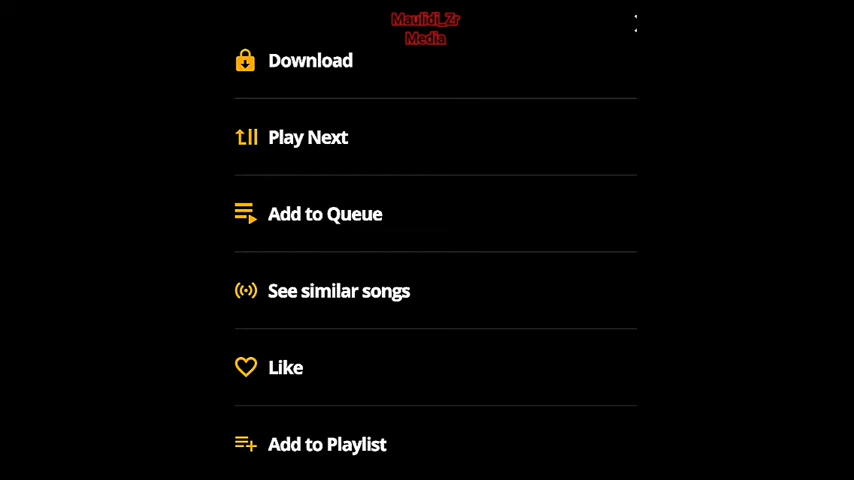 Maulidi_Zr
Media
Download
Play Next
Add to Queue
See similar songs
Like
Add to Playlist